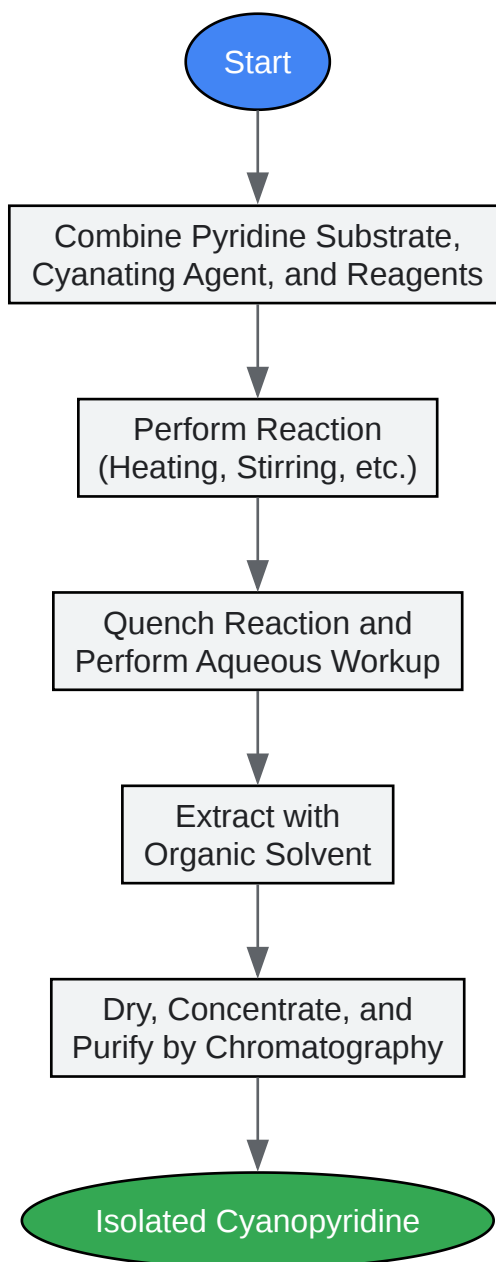 Start
Combine Pyridine Substrate,
Cyanating Agent, and Reagents
Perform Reaction
(Heating, Stirring, etc.)
Quench Reaction and
Perform Aqueous Workup
Extract with
Organic Solvent
Dry, Concentrate, and
Purify by Chromatography
Isolated Cyanopyridine